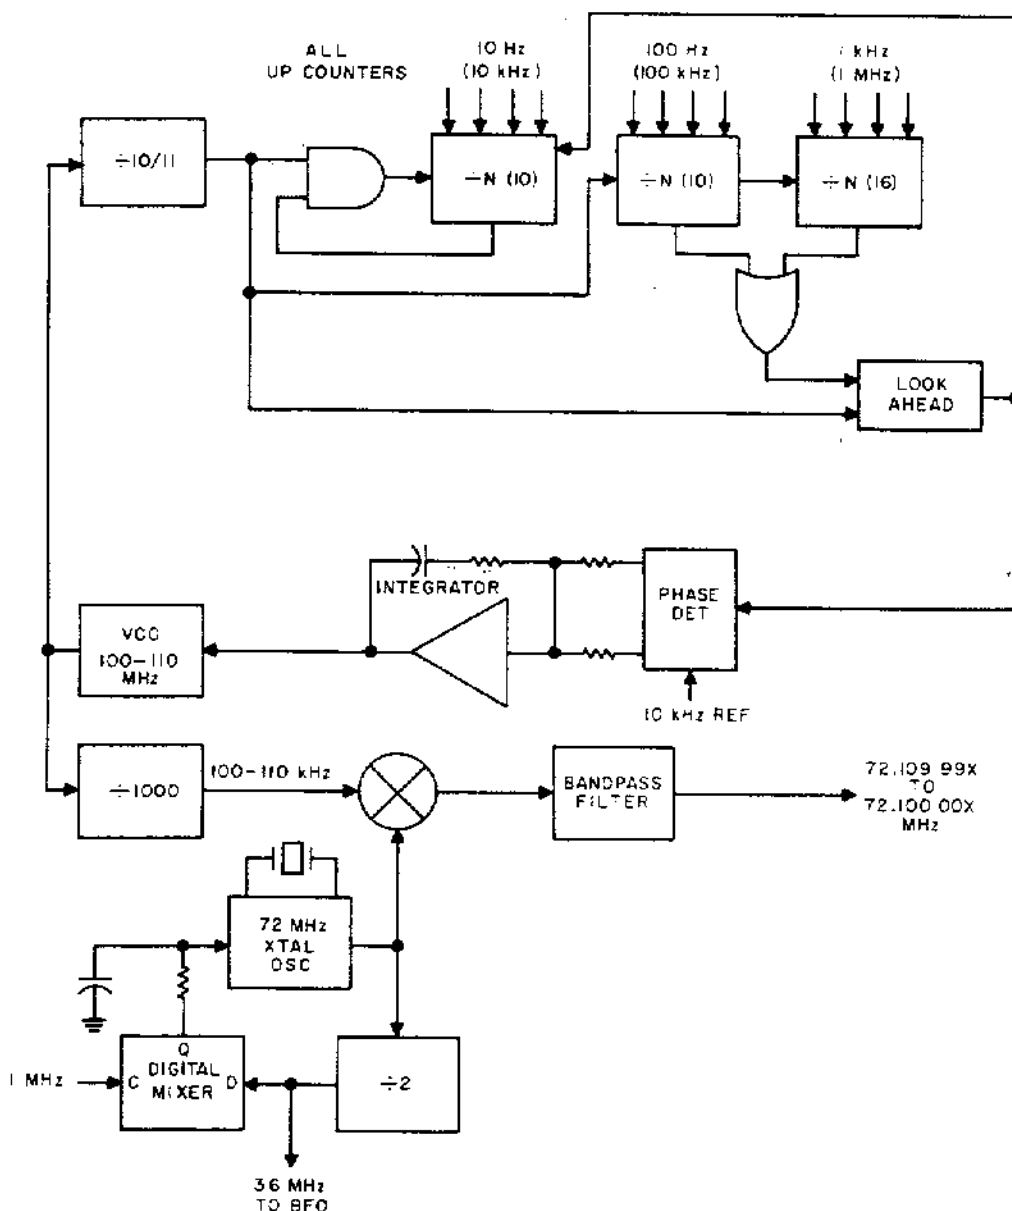 ALL
UP COUNTERS
10 Hz
(10 kHz)
100 Hz
(100 kHz)
1 kHz
(1 MHz)
÷10/11
÷N (10)
÷N (10)
÷N (16)
LOOK
AHEAD
INTEGRATOR
PHASE
DET
VCO
100-110
MHz
10 kHz REF
÷1000
100-110 kHz
BANDPASS
FILTER
72.109 99X
TO
72.100 00X
MHz
72 MHz
XTAL
OSC
Q
1 MHz
C
DIGITAL
MIXER
D
÷2
36 MHz
TO BFO